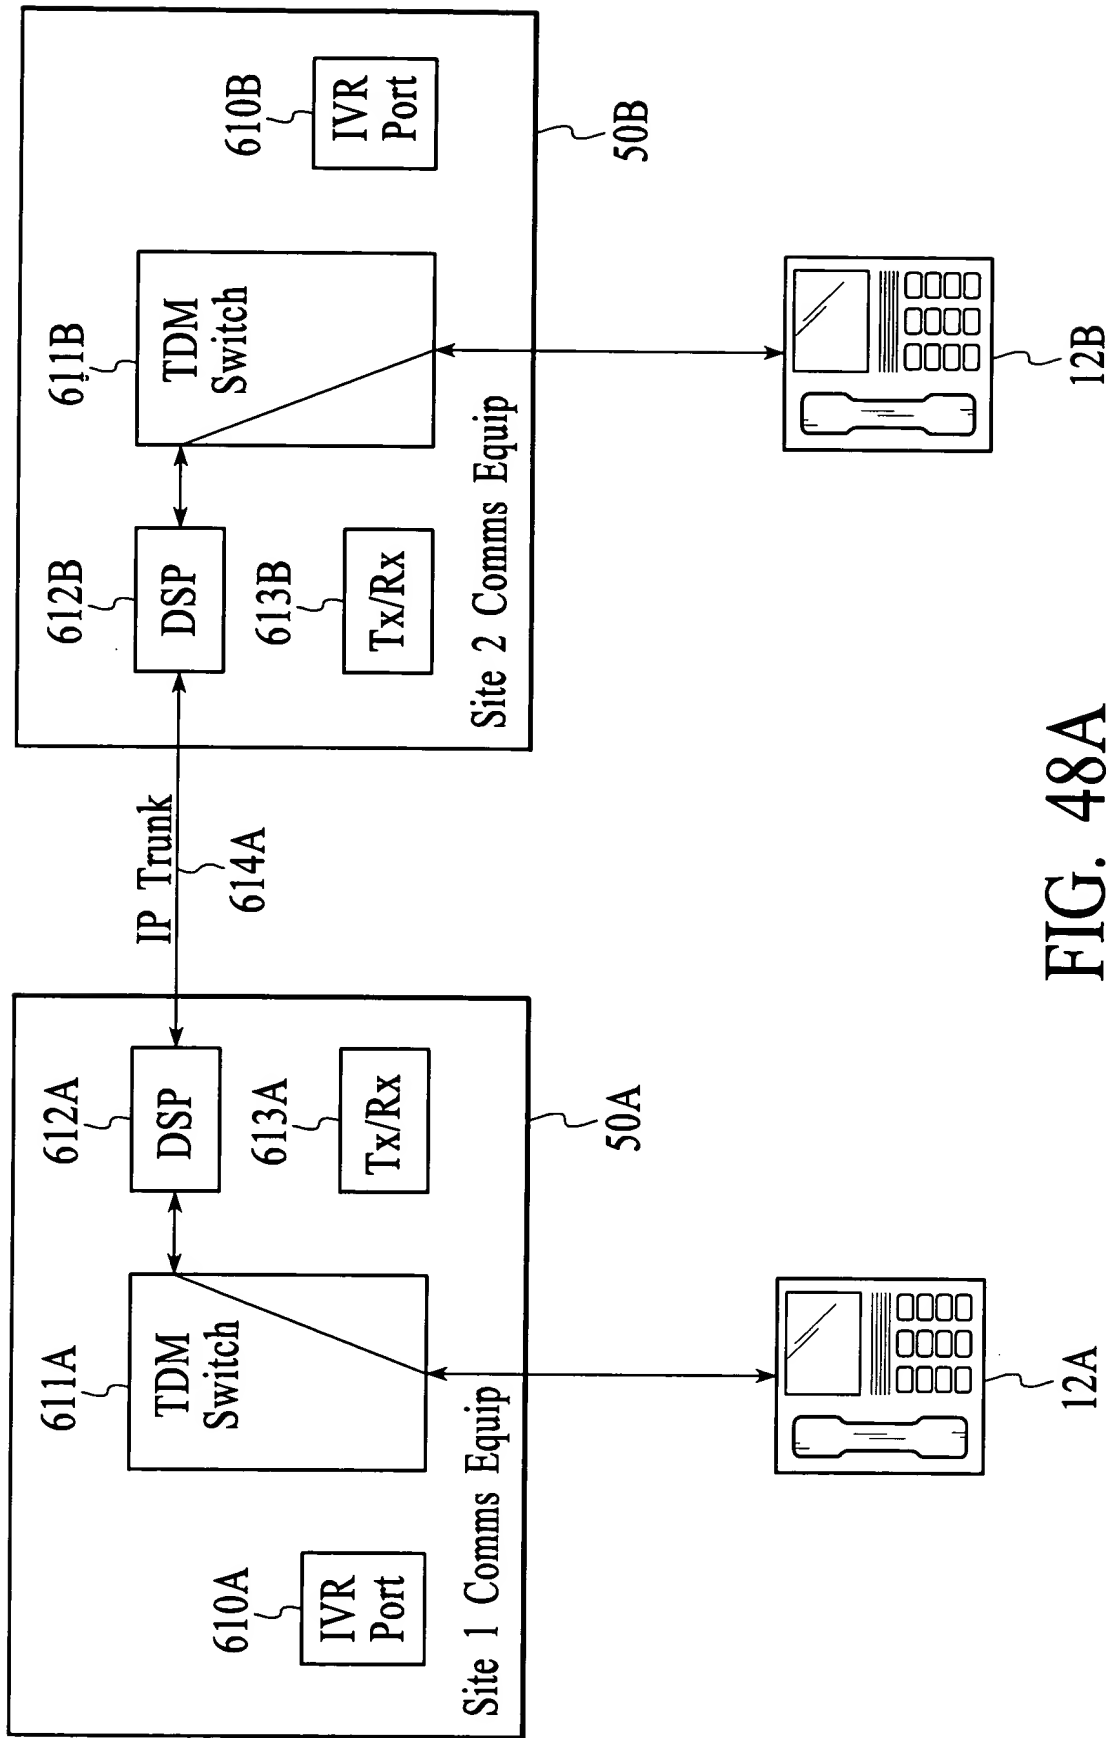 610A
IVR
Port
611A
TDM
Switch
612A
DSP
613A
Tx/Rx
Site 1 Comms Equip
50A
IP Trunk
614A
612B
DSP
613B
Tx/Rx
611B
TDM
Switch
610B
IVR
Port
Site 2 Comms Equip
50B
12A
12B
FIG. 48A